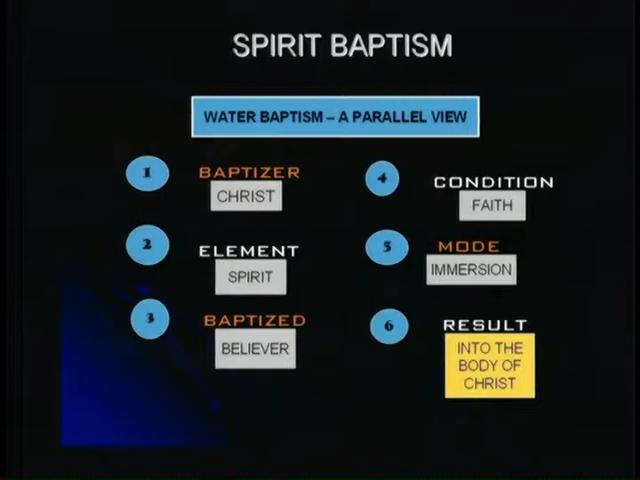 SPIRIT BAPTISM
WATER BAPTISM – A PARALLEL VIEW
1
BAPTIZER
CHRIST
2
ELEMENT
SPIRIT
3
BAPTIZED
BELIEVER
4
CONDITION
FAITH
5
MODE
IMMERSION
6
RESULT
INTO THE
BODY OF
CHRIST